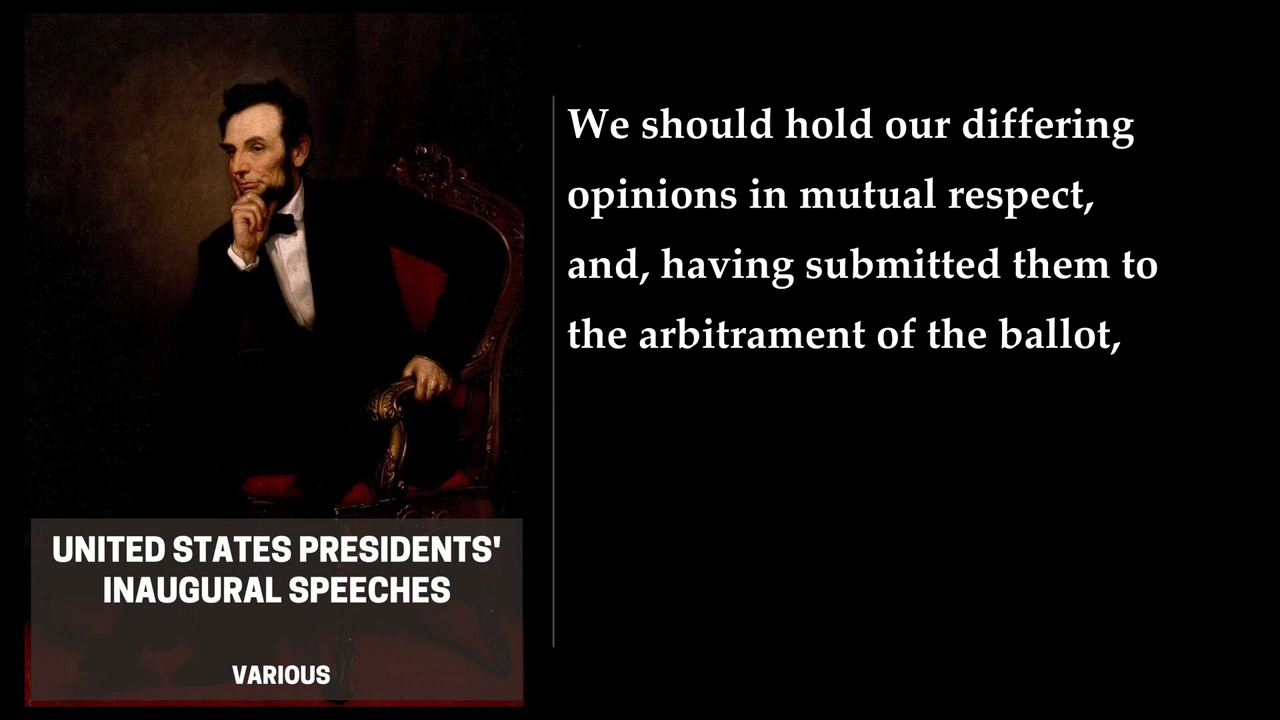 We should hold our differing
opinions in mutual respect,
and, having submitted them to
the arbitrament of the ballot,
UNITED STATES PRESIDENTS'
INAUGURAL SPEECHES
VARIOUS